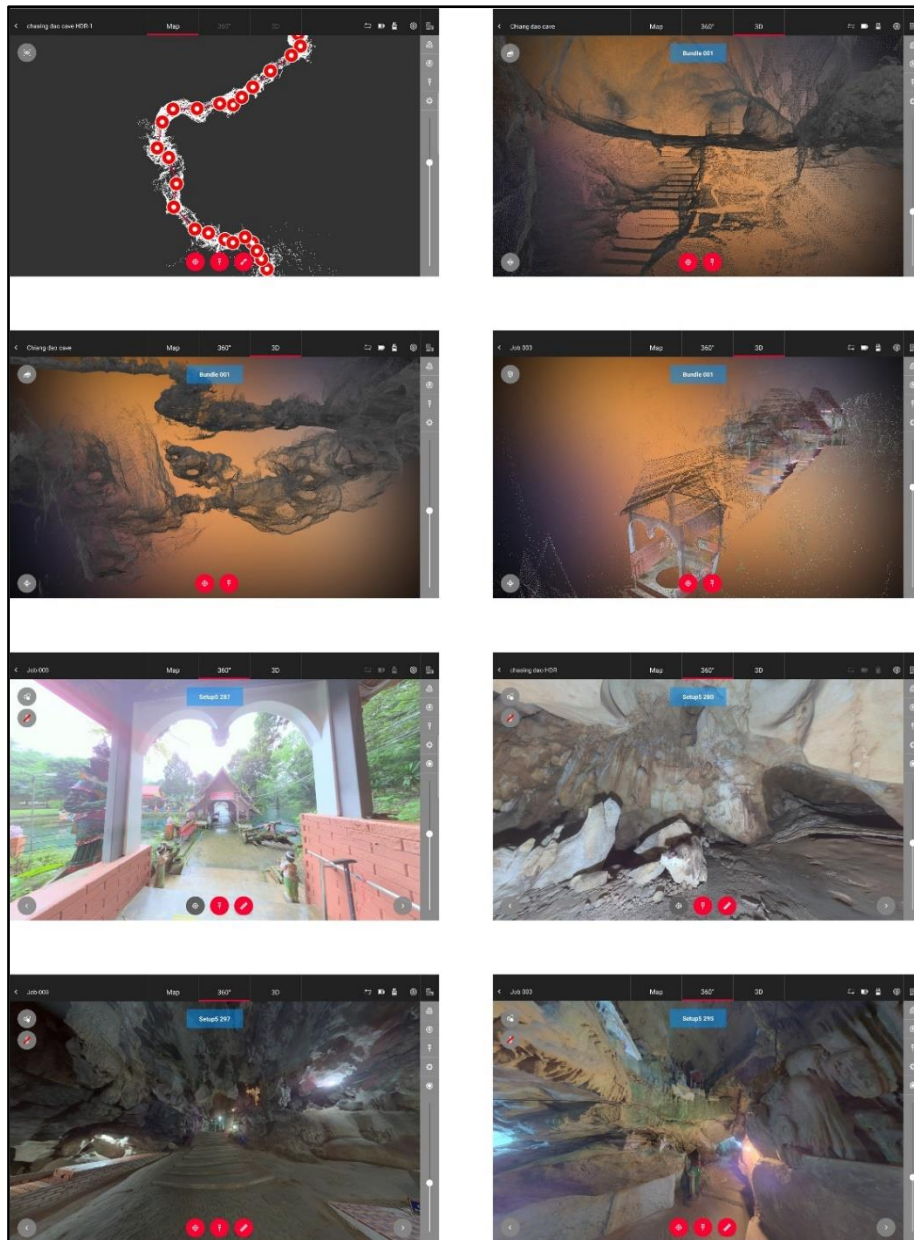 chasing dao cave HDR-1 Map 360° 3D
Chiang dao cave Map 360° 3D
Bundle 001
Chiang dao cave Map 360° 3D
Bundle 001
Job 003 Map 360° 3D
Bundle 001
Job 003 Map 360° 3D
Setup5 287
chasing dao HDR Map 360° 3D
Setup5 280
Job 003 Map 360° 3D
Setup5 297
Job 003 Map 360° 3D
Setup5 295